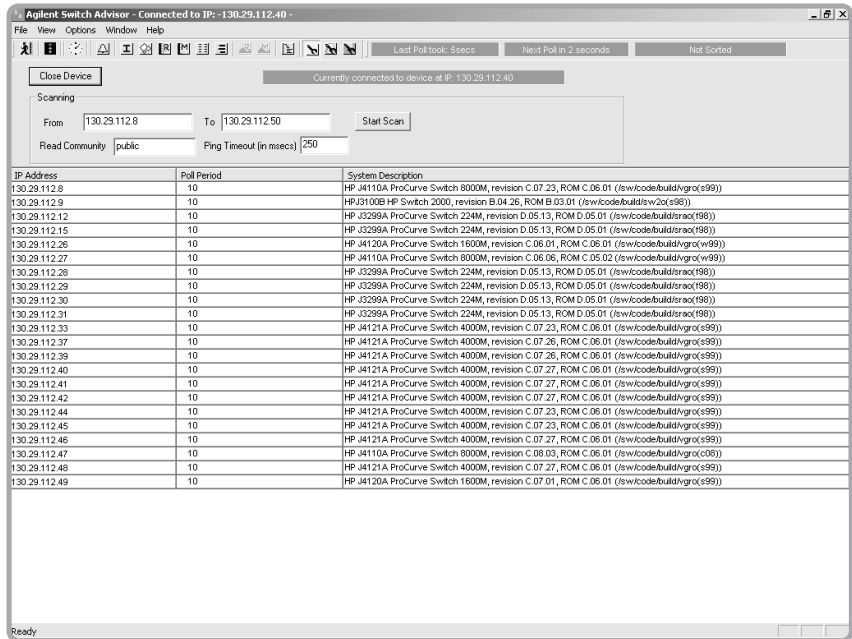 Agilent Switch Advisor - Connected to IP: -130.29.112.40 -
File View Options Window Help
Last Poll took: 5secs Next Poll in 2 seconds Not Sorted
Close Device Currently connected to device at IP: 130.29.112.40
Scanning
From 130.29.112.8 To 130.29.112.50 Start Scan
Read Community public Ping Timeout (in msecs) 250
IP Address Poll Period System Description
130.29.112.8 10 HP J4110A ProCurve Switch 8000M, revision C.07.23, ROM C.06.01 (/sw/code/build/vgro(s99))
130.29.112.9 10 HPJ3100B HP Switch 2000, revision B.04.26, ROM B.03.01 (/sw/code/build/sw2o(s98))
130.29.112.12 10 HP J3299A ProCurve Switch 224M, revision D.05.13, ROM D.05.01 (/sw/code/build/srao(f98))
130.29.112.15 10 HP J3299A ProCurve Switch 224M, revision D.05.13, ROM D.05.01 (/sw/code/build/srao(f98))
130.29.112.26 10 HP J4120A ProCurve Switch 1600M, revision C.06.01, ROM C.06.01 (/sw/code/build/vgro(w99))
130.29.112.27 10 HP J4110A ProCurve Switch 8000M, revision C.06.06, ROM C.05.02 (/sw/code/build/vgro(w99))
130.29.112.28 10 HP J3299A ProCurve Switch 224M, revision D.05.13, ROM D.05.01 (/sw/code/build/srao(f98))
130.29.112.29 10 HP J3299A ProCurve Switch 224M, revision D.05.13, ROM D.05.01 (/sw/code/build/srao(f98))
130.29.112.30 10 HP J3299A ProCurve Switch 224M, revision D.05.13, ROM D.05.01 (/sw/code/build/srao(f98))
130.29.112.31 10 HP J3299A ProCurve Switch 224M, revision D.05.13, ROM D.05.01 (/sw/code/build/srao(f98))
130.29.112.33 10 HP J4121A ProCurve Switch 4000M, revision C.07.23, ROM C.06.01 (/sw/code/build/vgro(s99))
130.29.112.37 10 HP J4121A ProCurve Switch 4000M, revision C.07.26, ROM C.06.01 (/sw/code/build/vgro(s99))
130.29.112.39 10 HP J4121A ProCurve Switch 4000M, revision C.07.26, ROM C.06.01 (/sw/code/build/vgro(s99))
130.29.112.40 10 HP J4121A ProCurve Switch 4000M, revision C.07.27, ROM C.06.01 (/sw/code/build/vgro(s99))
130.29.112.41 10 HP J4121A ProCurve Switch 4000M, revision C.07.27, ROM C.06.01 (/sw/code/build/vgro(s99))
130.29.112.42 10 HP J4121A ProCurve Switch 4000M, revision C.07.27, ROM C.06.01 (/sw/code/build/vgro(s99))
130.29.112.44 10 HP J4121A ProCurve Switch 4000M, revision C.07.23, ROM C.06.01 (/sw/code/build/vgro(s99))
130.29.112.45 10 HP J4121A ProCurve Switch 4000M, revision C.07.23, ROM C.06.01 (/sw/code/build/vgro(s99))
130.29.112.46 10 HP J4121A ProCurve Switch 4000M, revision C.07.27, ROM C.06.01 (/sw/code/build/vgro(s99))
130.29.112.47 10 HP J4110A ProCurve Switch 8000M, revision C.08.03, ROM C.06.01 (/sw/code/build/vgro(c08))
130.29.112.48 10 HP J4121A ProCurve Switch 4000M, revision C.07.27, ROM C.06.01 (/sw/code/build/vgro(s99))
130.29.112.49 10 HP J4120A ProCurve Switch 1600M, revision C.07.01, ROM C.06.01 (/sw/code/build/vgro(s99))
Ready